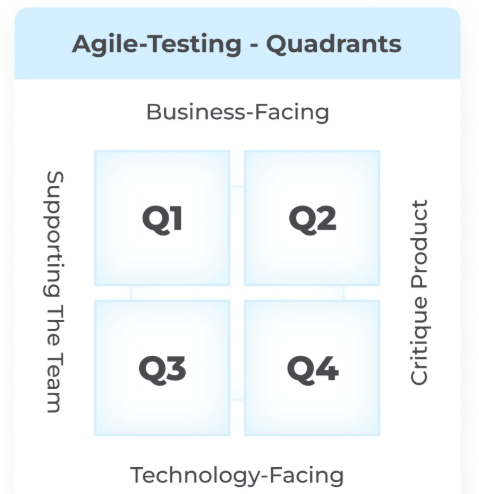 Agile-Testing - Quadrants
Business-Facing
Supporting The Team
Q1
Q2
Critique Product
Q3
Q4
Technology-Facing